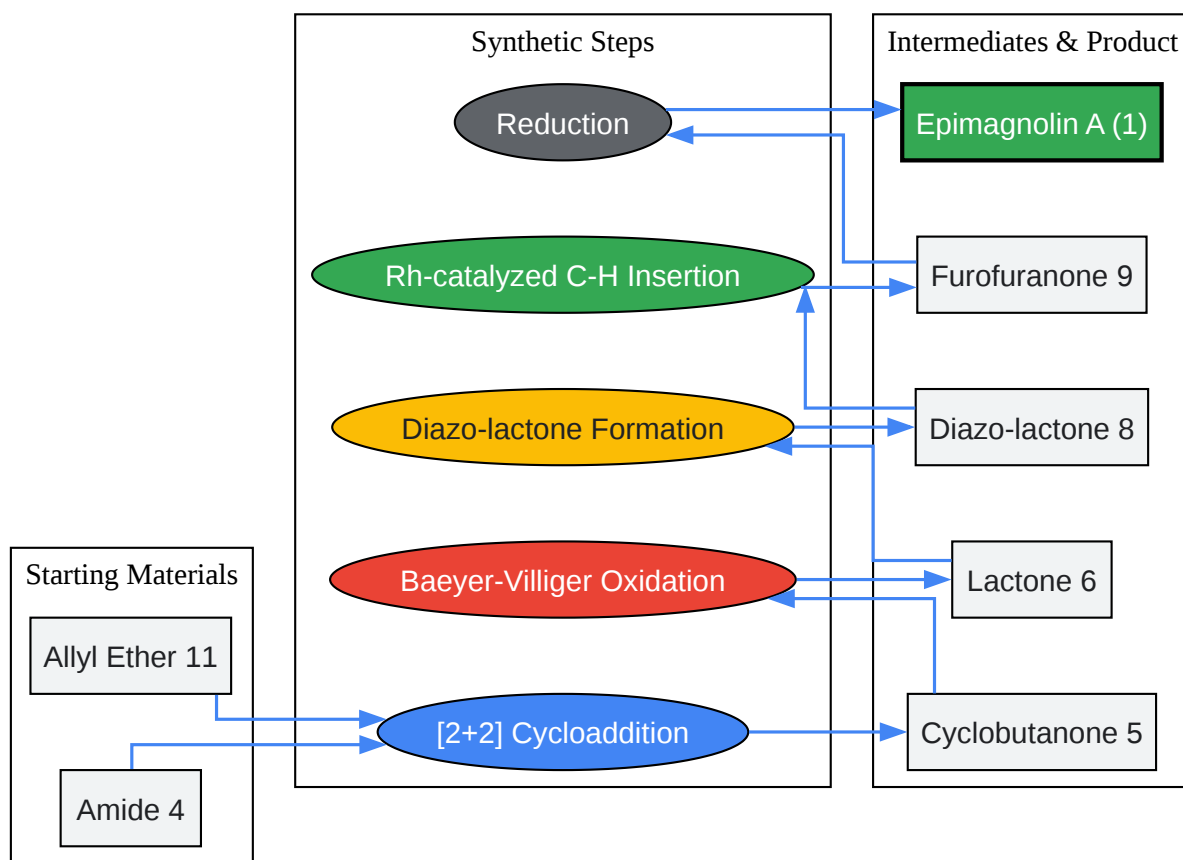 Synthetic Steps
Intermediates & Product
Reduction
Epimagnolin A (1)
Rh-catalyzed C-H Insertion
Furofuranone 9
Diazo-lactone Formation
Diazo-lactone 8
Starting Materials
Baeyer-Villiger Oxidation
Lactone 6
Allyl Ether 11
[2+2] Cycloaddition
Cyclobutanone 5
Amide 4